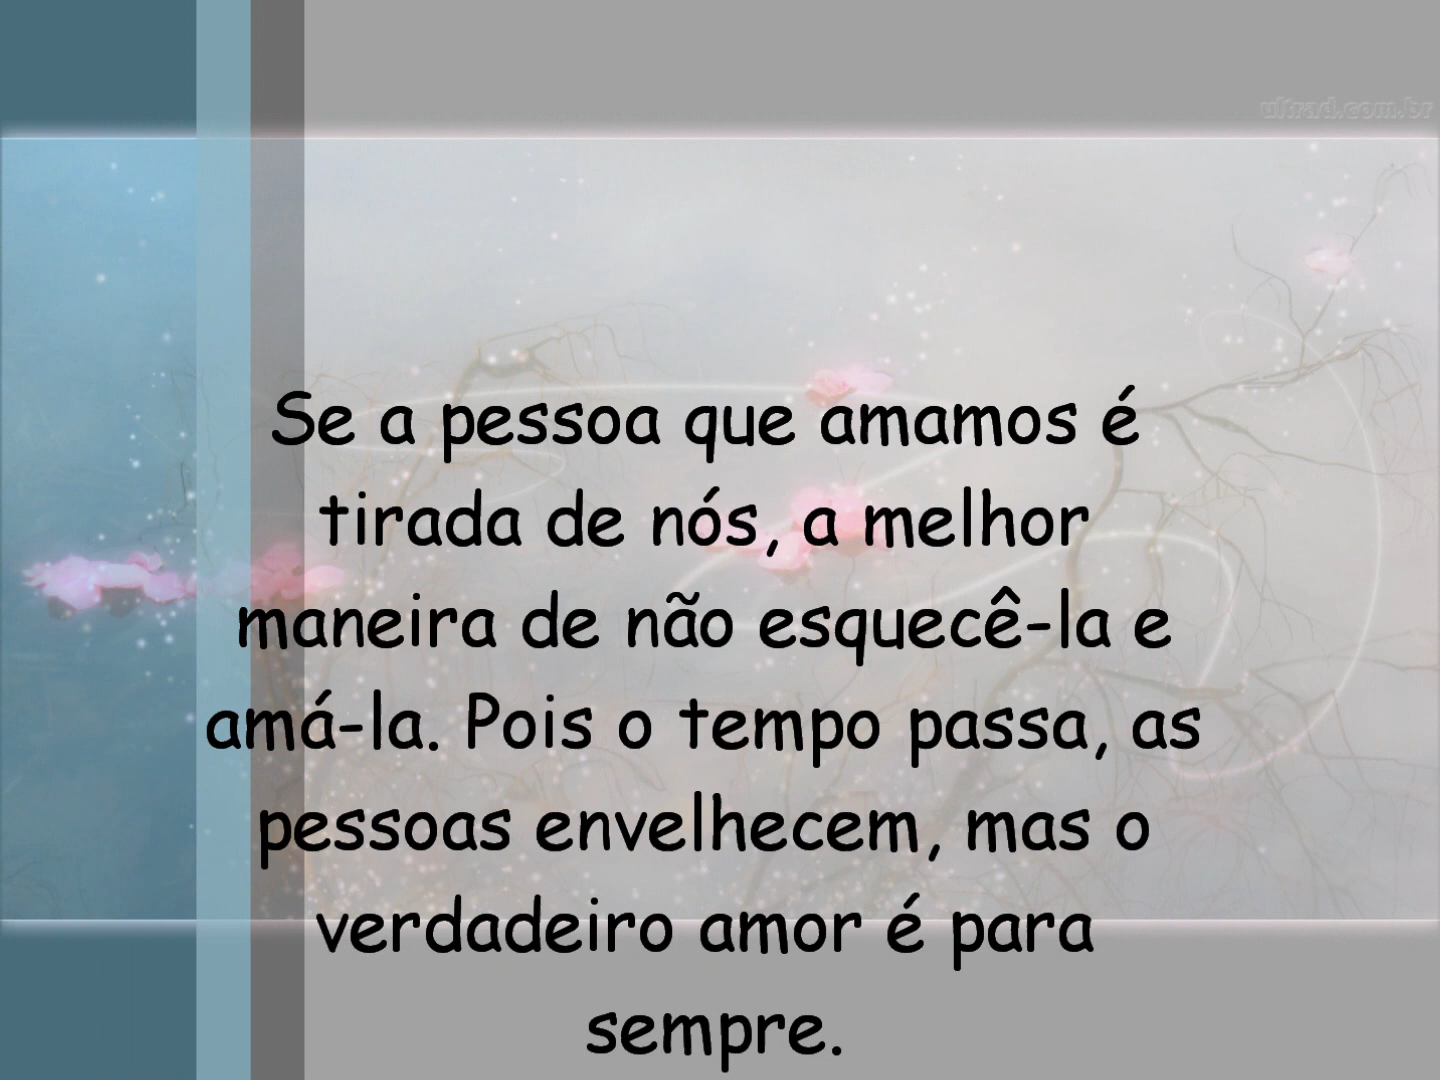 ultrad.com.br
Se a pessoa que amamos é
tirada de nós, a melhor
maneira de não esquecê-la e
amá-la. Pois o tempo passa, as
pessoas envelhecem, mas o
verdadeiro amor é para
sempre.